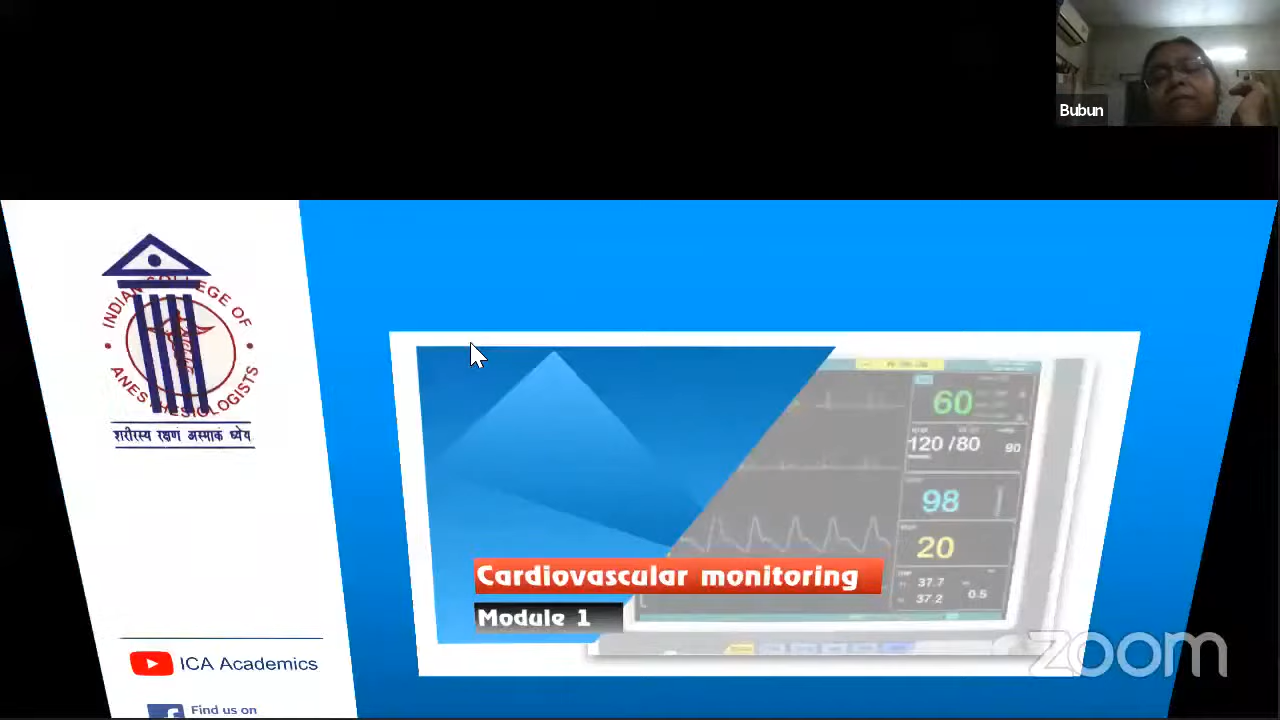 Bubun
INDIAN COLLEGE OF
ANESTHESIOLOGISTS
शरीरस्य रक्षणं अस्माकं ध्येय
60
120/80
90
98
20
37.7
37.2
0.5
Cardiovascular monitoring
Module 1
ICA Academics
Find us on
zoom